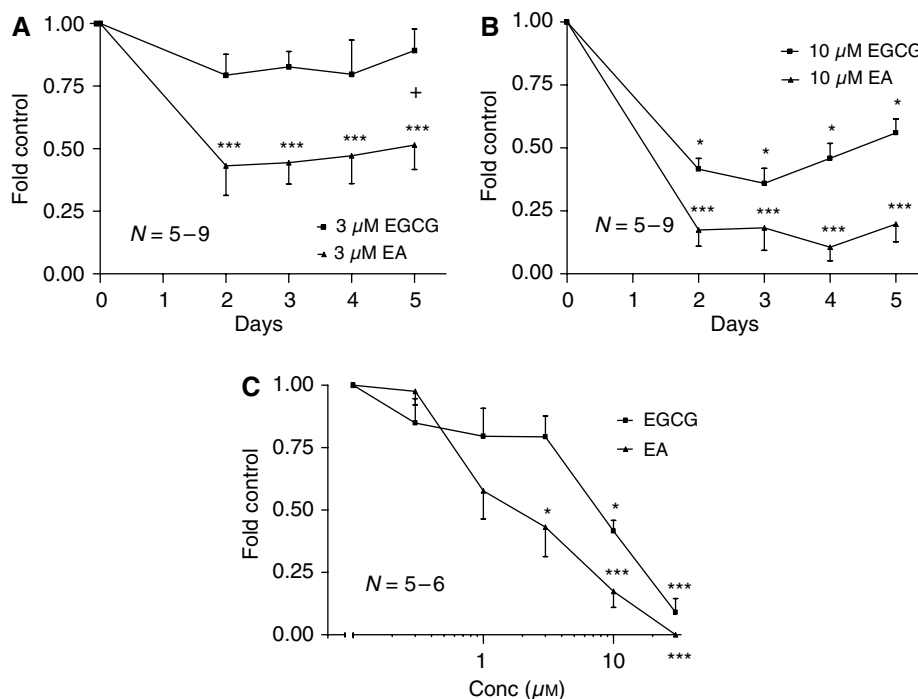 A
Fold control
1.00
0.75
0.50
0.25
0.00
+
*** *** *** ***
3 µM EGCG
3 µM EA
N = 5–9
0 1 2 3 4 5
Days
B
Fold control
1.00
0.75
0.50
0.25
0.00
10 µM EGCG
10 µM EA
* * * *
*** *** *** ***
N = 5–9
0 1 2 3 4 5
Days
C
Fold control
1.00
0.75
0.50
0.25
0.00
EGCG
EA
* *
*** ***
N = 5–6
***
1 10
Conc (µM)